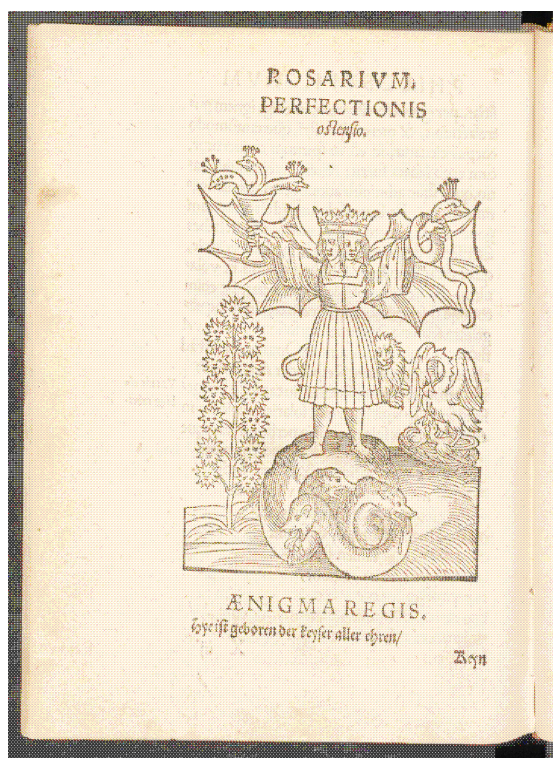 ROSARIVM.
PERFECTIONIS
ostensio.
ÆNIGMA REGIS.
Hye ist geboren der keyser aller ehren/
Keyn